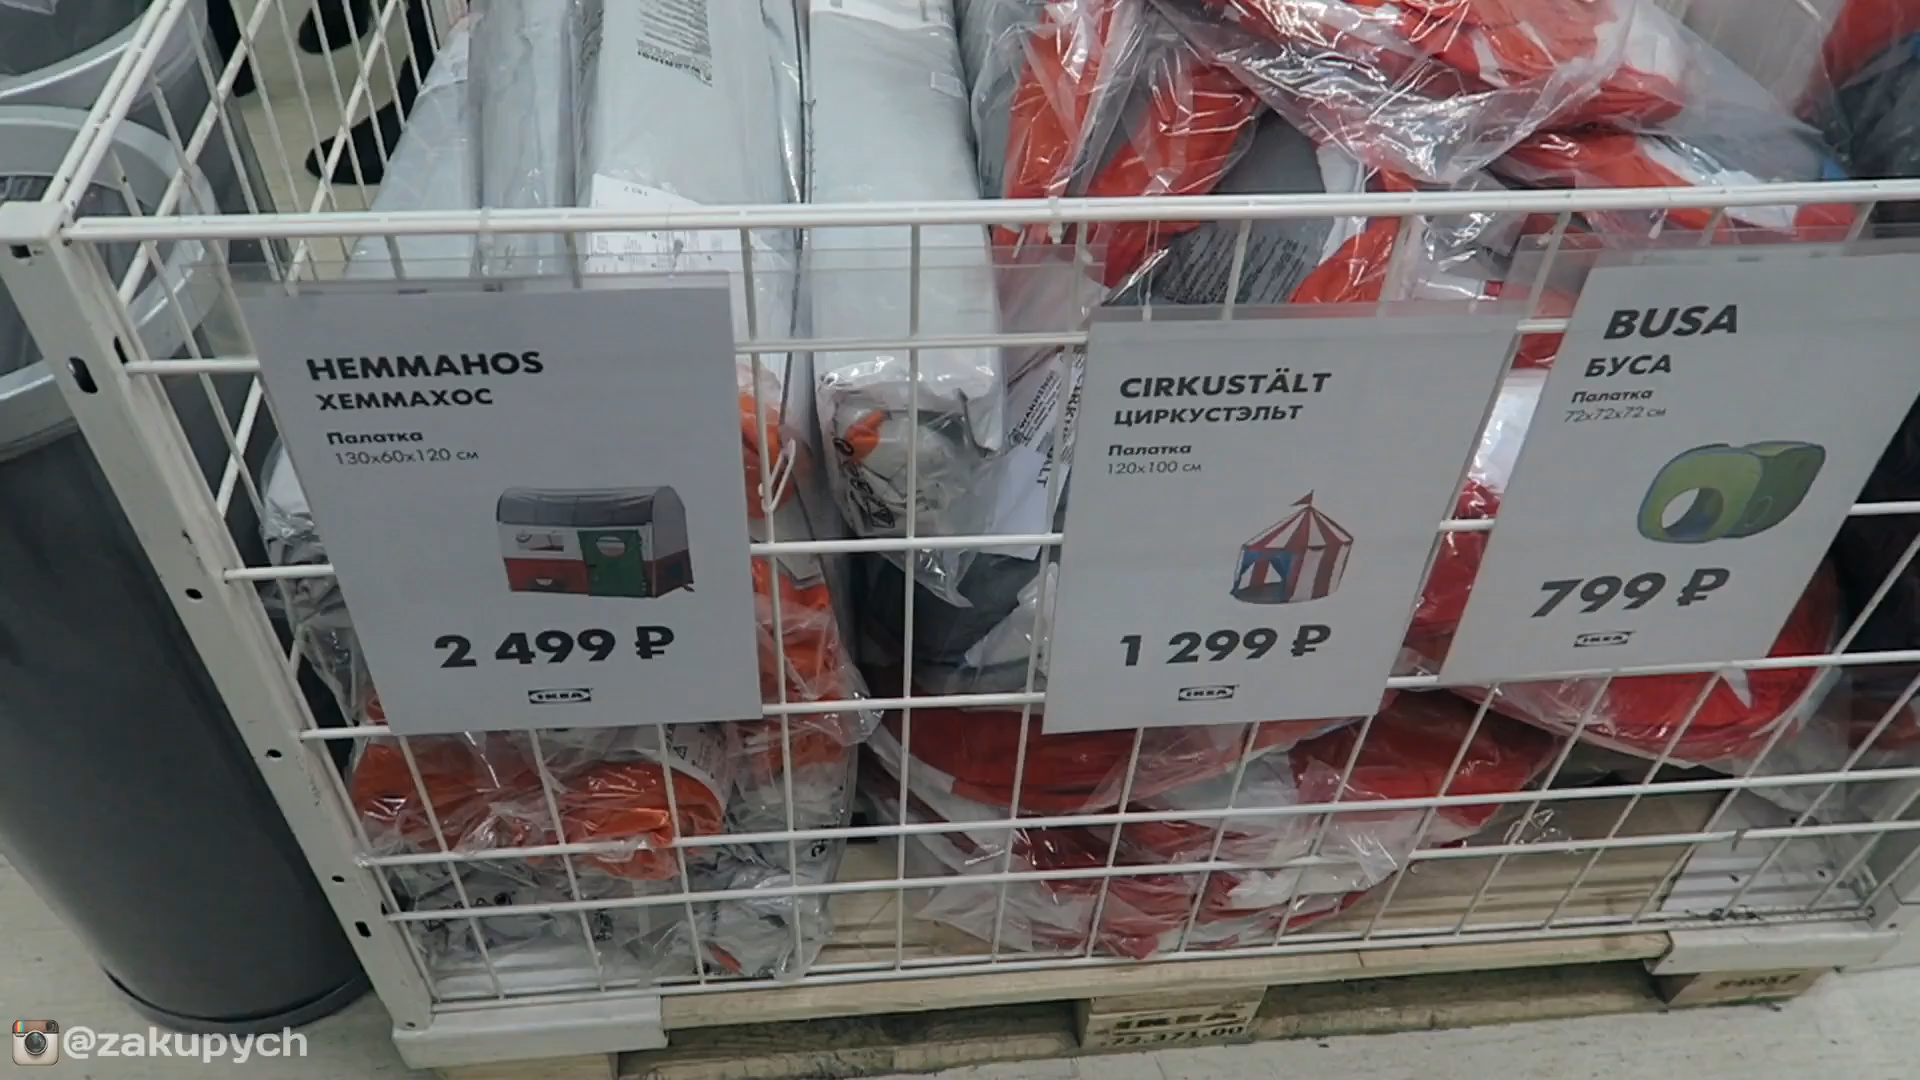 HEMMAHOS
ХЕММАХОС
Палатка
130x60x120 см
2 499 ₽
IKEA
CIRKUSTÄLT
ЦИРКУСТЭЛЬТ
Палатка
120x100 см
1 299 ₽
IKEA
BUSA
БУСА
Палатка
72x72x72 см
799 ₽
IKEA
IKEA
@zakupych